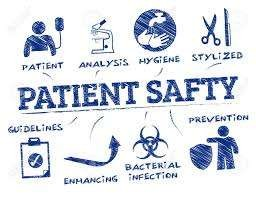 PATIENT ANALYSIS HYGIENE STYLIZED
PATIENT SAFTY
GUIDELINES
PREVENTION
ENHANCING
BACTERIAL
INFECTION